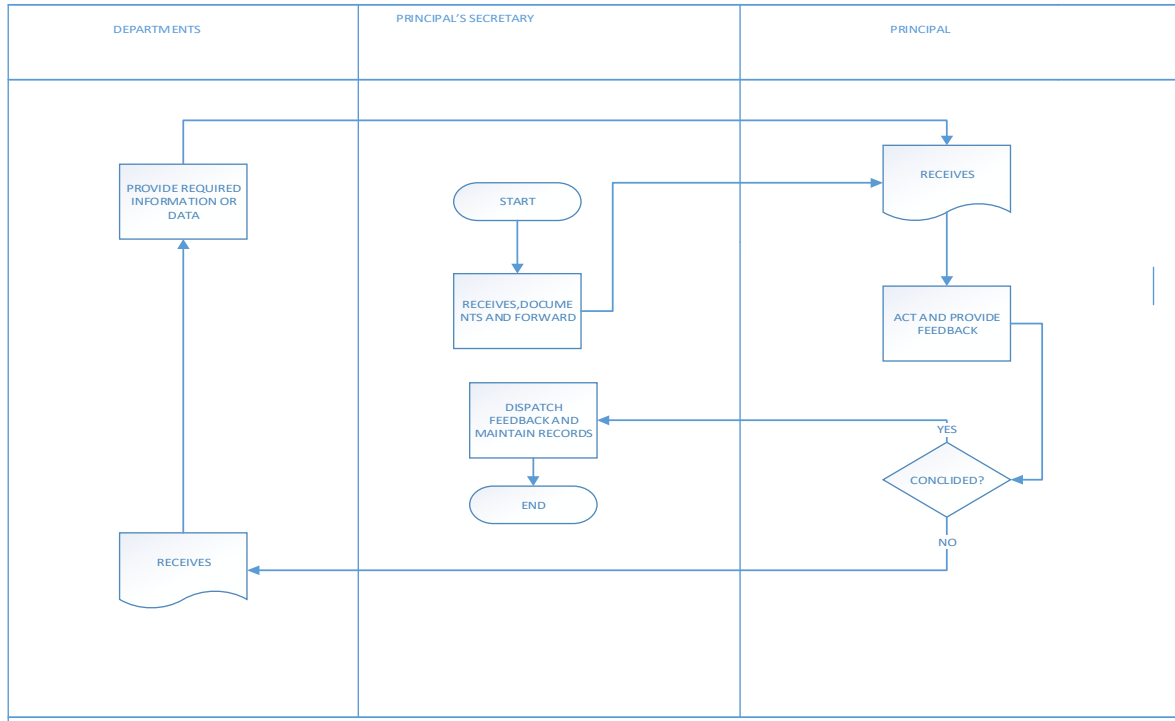 DEPARTMENTS
PRINCIPAL'S SECRETARY
PRINCIPAL
PROVIDE REQUIRED
INFORMATION OR
DATA
START
RECEIVES
RECEIVES,DOCUME
NTS AND FORWARD
ACT AND PROVIDE
FEEDBACK
DISPATCH
FEEDBACK AND
MAINTAIN RECORDS
YES
CONCLIDED?
END
NO
RECEIVES